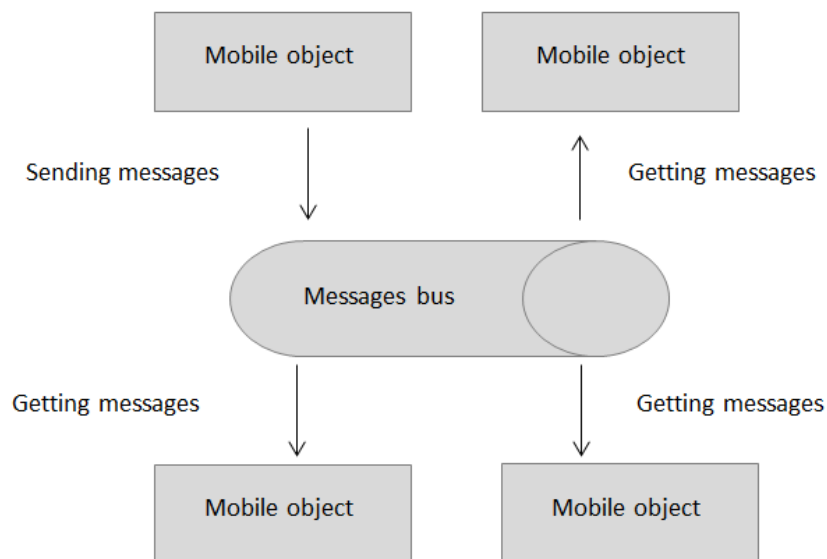 Mobile object
Mobile object
Sending messages
Getting messages
Messages bus
Getting messages
Getting messages
Mobile object
Mobile object